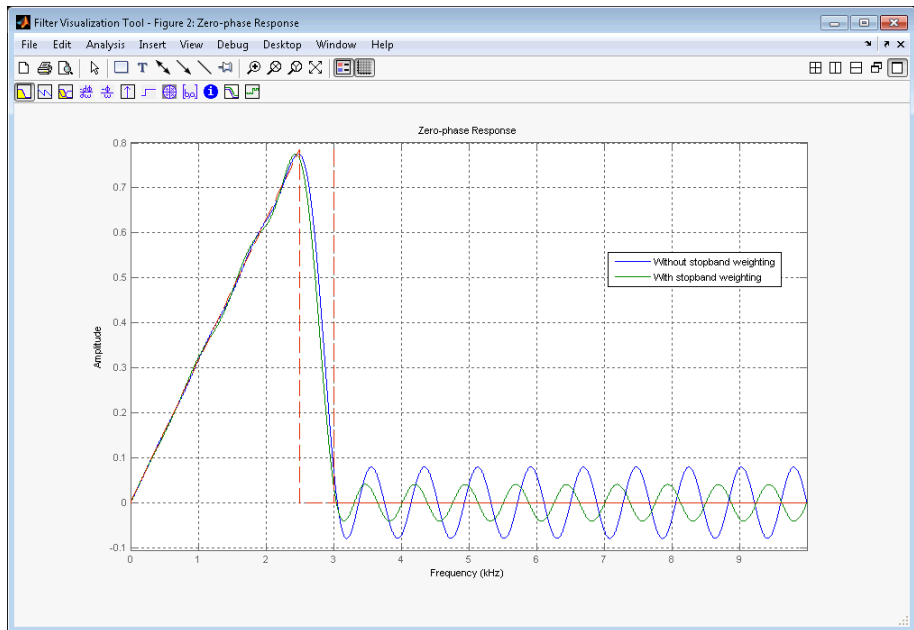 Filter Visualization Tool - Figure 2: Zero-phase Response
File Edit Analysis Insert View Debug Desktop Window Help
Zero-phase Response
0.8
0.7
0.6
0.5
0.4
0.3
0.2
0.1
0
-0.1
Amplitude
Without stopband weighting
With stopband weighting
0 1 2 3 4 5 6 7 8 9
Frequency (kHz)